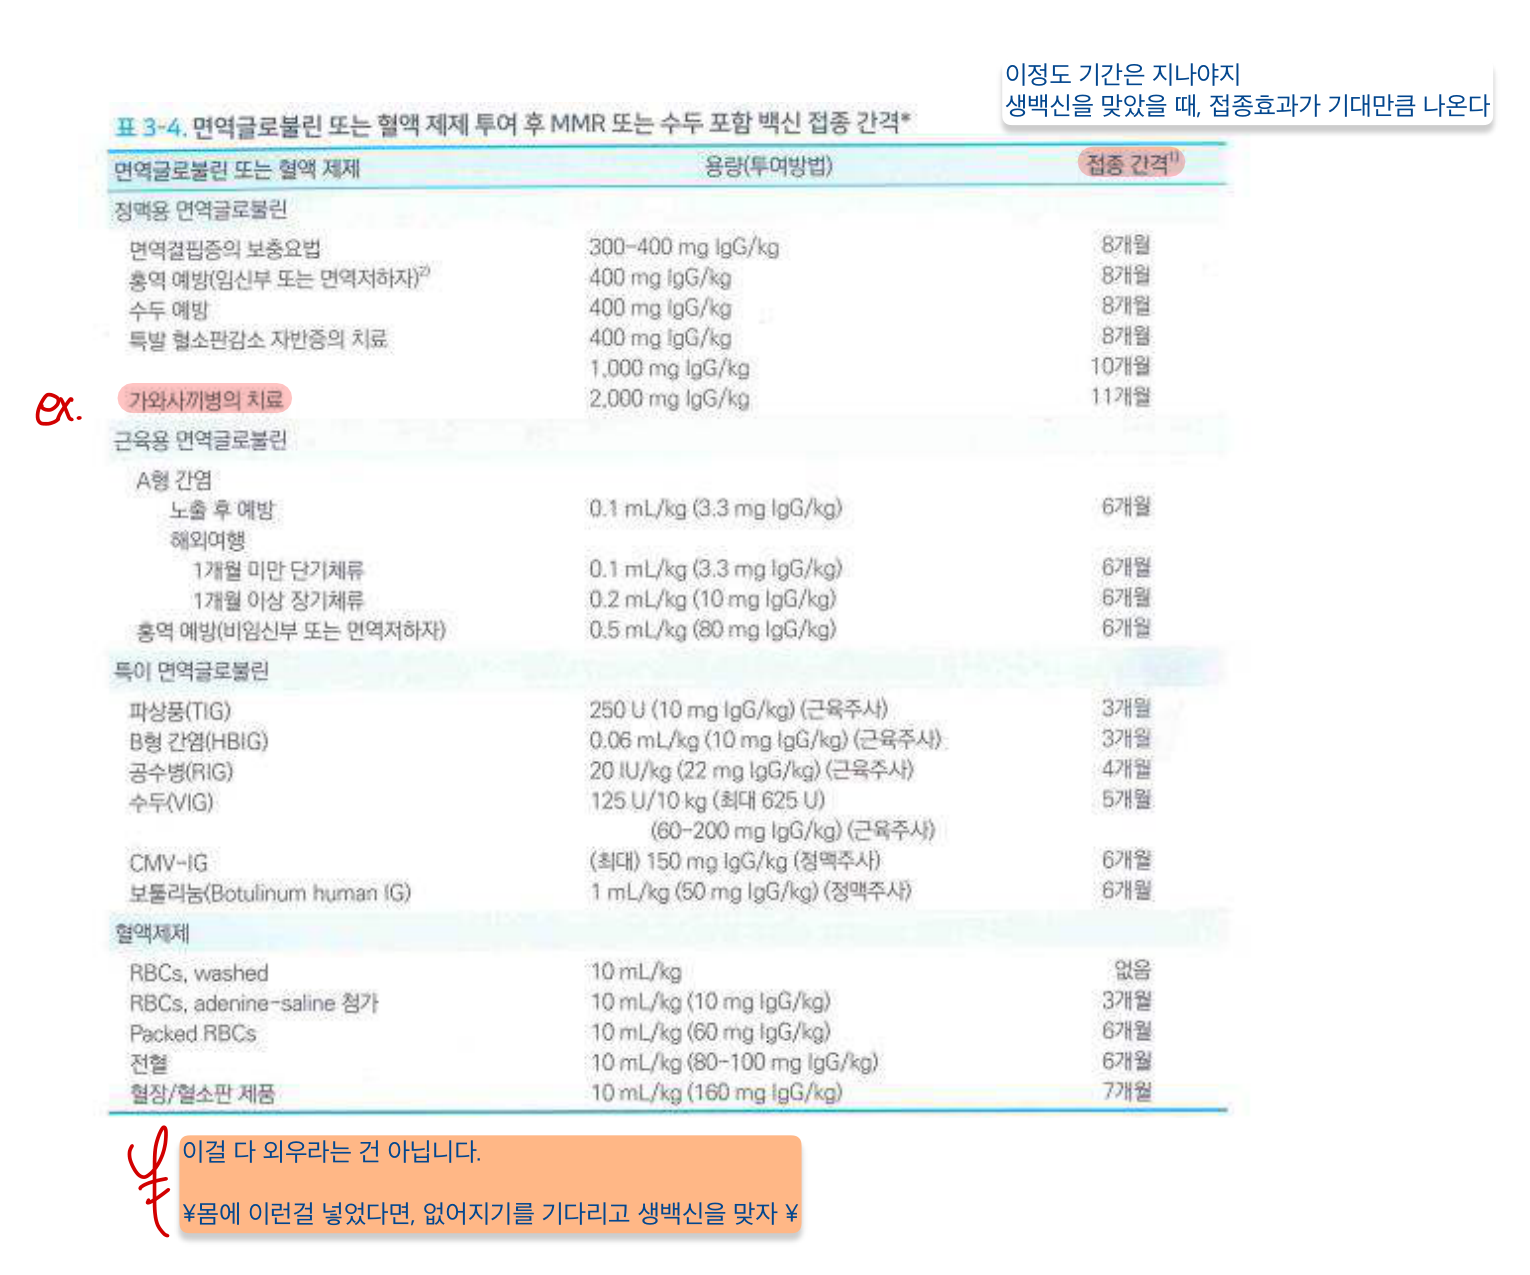 이정도 기간은 지나야지
생백신을 맞았을 때, 접종효과가 기대만큼 나온다
표 3-4. 면역글로불린 또는 혈액 제제 투여 후 MMR 또는 수두 포함 백신 접종 간격*
면역글로불린 또는 혈액 제제 용량(투여방법) 접종 간격1)
정맥용 면역글로불린
면역결핍증의 보충요법 300-400 mg IgG/kg 8개월
홍역 예방(임신부 또는 면역저하자)2) 400 mg IgG/kg 8개월
수두 예방 400 mg IgG/kg 8개월
특발 혈소판감소 자반증의 치료 400 mg IgG/kg 8개월
1,000 mg IgG/kg 10개월
ex. 가와사끼병의 치료 2,000 mg IgG/kg 11개월
근육용 면역글로불린
A형 간염
노출 후 예방 0.1 mL/kg (3.3 mg IgG/kg) 6개월
해외여행
1개월 미만 단기체류 0.1 mL/kg (3.3 mg IgG/kg) 6개월
1개월 이상 장기체류 0.2 mL/kg (10 mg IgG/kg) 6개월
홍역 예방(비임신부 또는 면역저하자) 0.5 mL/kg (80 mg IgG/kg) 6개월
특이 면역글로불린
파상풍(TIG) 250 U (10 mg IgG/kg) (근육주사) 3개월
B형 간염(HBIG) 0.06 mL/kg (10 mg IgG/kg) (근육주사) 3개월
공수병(RIG) 20 IU/kg (22 mg IgG/kg) (근육주사) 4개월
수두(VIG) 125 U/10 kg (최대 625 U) 5개월
(60-200 mg IgG/kg) (근육주사)
CMV-IG (최대) 150 mg IgG/kg (정맥주사) 6개월
보툴리눔(Botulinum human IG) 1 mL/kg (50 mg IgG/kg) (정맥주사) 6개월
혈액제제
RBCs, washed 10 mL/kg 없음
RBCs, adenine-saline 첨가 10 mL/kg (10 mg IgG/kg) 3개월
Packed RBCs 10 mL/kg (60 mg IgG/kg) 6개월
전혈 10 mL/kg (80-100 mg IgG/kg) 6개월
혈장/혈소판 제품 10 mL/kg (160 mg IgG/kg) 7개월
이걸 다 외우라는 건 아닙니다.
¥몸에 이런걸 넣었다면, 없어지기를 기다리고 생백신을 맞자 ¥